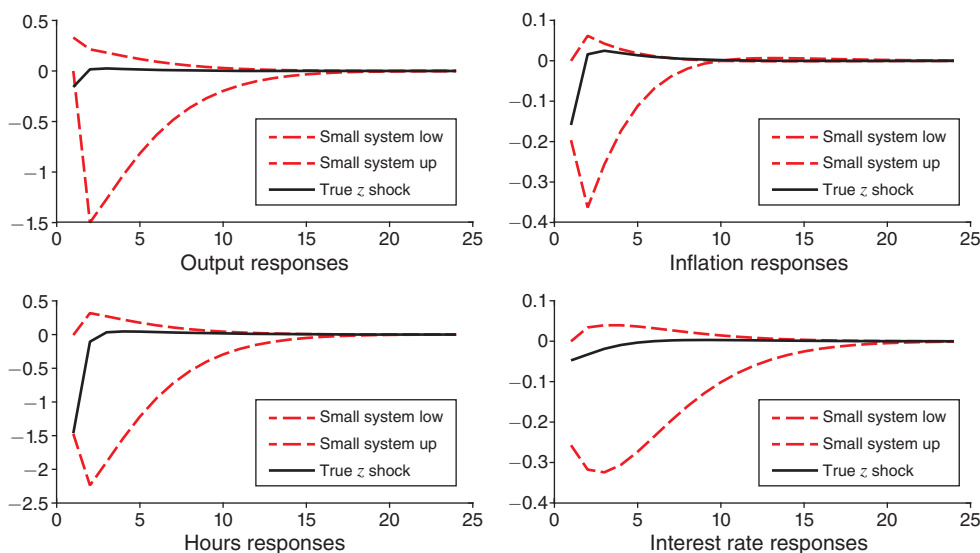 0.5
0
−0.5
−1
−1.5
0 5 10 15 20 25
Small system low
Small system up
True z shock
Output responses
0.1
0
−0.1
−0.2
−0.3
−0.4
0 5 10 15 20 25
Small system low
Small system up
True z shock
Inflation responses
0.5
0
−0.5
−1
−1.5
−2
−2.5
0 5 10 15 20 25
Small system low
Small system up
True z shock
Hours responses
0.1
0
−0.1
−0.2
−0.3
−0.4
0 5 10 15 20 25
Small system low
Small system up
True z shock
Interest rate responses